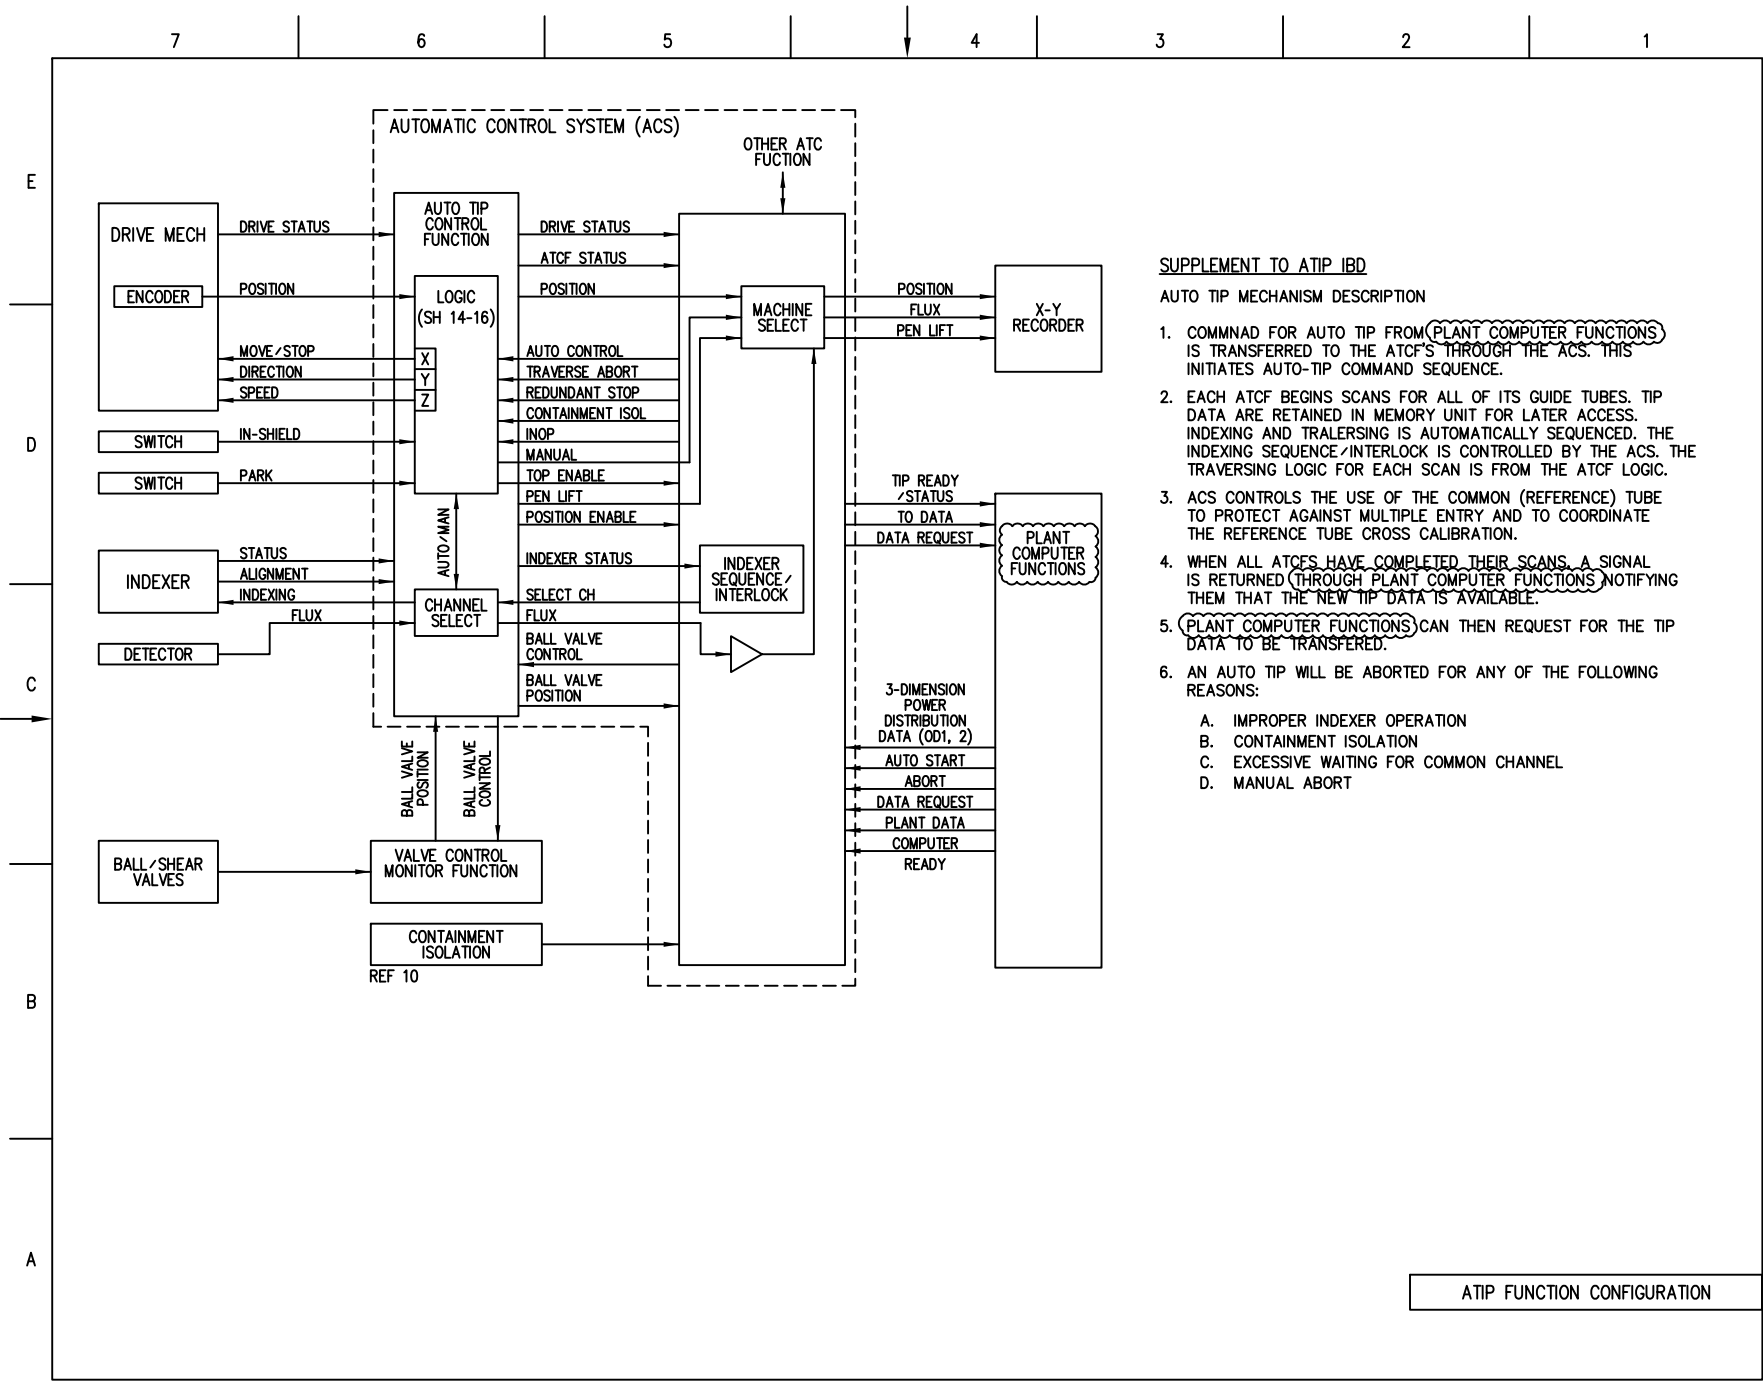 7 6 5 4 3 2 1
E
D
C
B
A
AUTOMATIC CONTROL SYSTEM (ACS)
OTHER ATC
FUCTION
DRIVE MECH
ENCODER
SWITCH
SWITCH
INDEXER
DETECTOR
BALL/SHEAR
VALVES
DRIVE STATUS
POSITION
MOVE/STOP
DIRECTION
SPEED
IN-SHIELD
PARK
STATUS
ALIGNMENT
INDEXING
FLUX
AUTO TIP
CONTROL
FUNCTION
LOGIC
(SH 14-16)
X
Y
Z
AUTO/MAN
CHANNEL
SELECT
DRIVE STATUS
ATCF STATUS
POSITION
AUTO CONTROL
TRAVERSE ABORT
REDUNDANT STOP
CONTAINMENT ISOL
INOP
MANUAL
TOP ENABLE
PEN LIFT
POSITION ENABLE
INDEXER STATUS
SELECT CH
FLUX
BALL VALVE
CONTROL
BALL VALVE
POSITION
BALL VALVE
POSITION
BALL VALVE
CONTROL
VALVE CONTROL
MONITOR FUNCTION
CONTAINMENT
ISOLATION
REF 10
MACHINE
SELECT
INDEXER
SEQUENCE/
INTERLOCK
POSITION
FLUX
PEN LIFT
X-Y
RECORDER
TIP READY
/STATUS
TO DATA
DATA REQUEST
PLANT
COMPUTER
FUNCTIONS
3-DIMENSION
POWER
DISTRIBUTION
DATA (OD1, 2)
AUTO START
ABORT
DATA REQUEST
PLANT DATA
COMPUTER
READY
SUPPLEMENT TO ATIP IBD
AUTO TIP MECHANISM DESCRIPTION
1. COMMNAD FOR AUTO TIP FROM PLANT COMPUTER FUNCTIONS
IS TRANSFERRED TO THE ATCF'S THROUGH THE ACS. THIS
INITIATES AUTO-TIP COMMAND SEQUENCE.
2. EACH ATCF BEGINS SCANS FOR ALL OF ITS GUIDE TUBES. TIP
DATA ARE RETAINED IN MEMORY UNIT FOR LATER ACCESS.
INDEXING AND TRALERSING IS AUTOMATICALLY SEQUENCED. THE
INDEXING SEQUENCE/INTERLOCK IS CONTROLLED BY THE ACS. THE
TRAVERSING LOGIC FOR EACH SCAN IS FROM THE ATCF LOGIC.
3. ACS CONTROLS THE USE OF THE COMMON (REFERENCE) TUBE
TO PROTECT AGAINST MULTIPLE ENTRY AND TO COORDINATE
THE REFERENCE TUBE CROSS CALIBRATION.
4. WHEN ALL ATCFS HAVE COMPLETED THEIR SCANS, A SIGNAL
IS RETURNED THROUGH PLANT COMPUTER FUNCTIONS NOTIFYING
THEM THAT THE NEW TIP DATA IS AVAILABLE.
5. PLANT COMPUTER FUNCTIONS CAN THEN REQUEST FOR THE TIP
DATA TO BE TRANSFERED.
6. AN AUTO TIP WILL BE ABORTED FOR ANY OF THE FOLLOWING
REASONS:
A. IMPROPER INDEXER OPERATION
B. CONTAINMENT ISOLATION
C. EXCESSIVE WAITING FOR COMMON CHANNEL
D. MANUAL ABORT
ATIP FUNCTION CONFIGURATION